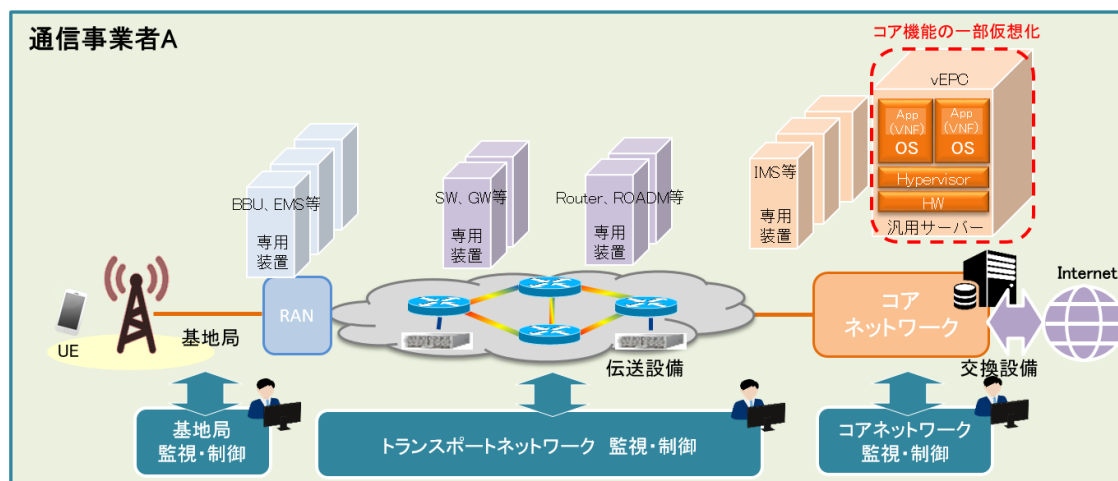 通信事業者A
コア機能の一部仮想化
vEPC
App
(VNF)
OS
App
(VNF)
OS
Hypervisor
HW
汎用サーバー
BBU、EMS等
専用
装置
SW、GW等
専用
装置
Router、ROADM等
専用
装置
IMS等
専用
装置
UE
基地局
RAN
伝送設備
コア
ネットワーク
Internet
交換設備
基地局
監視・制御
トランスポートネットワーク 監視・制御
コアネットワーク
監視・制御